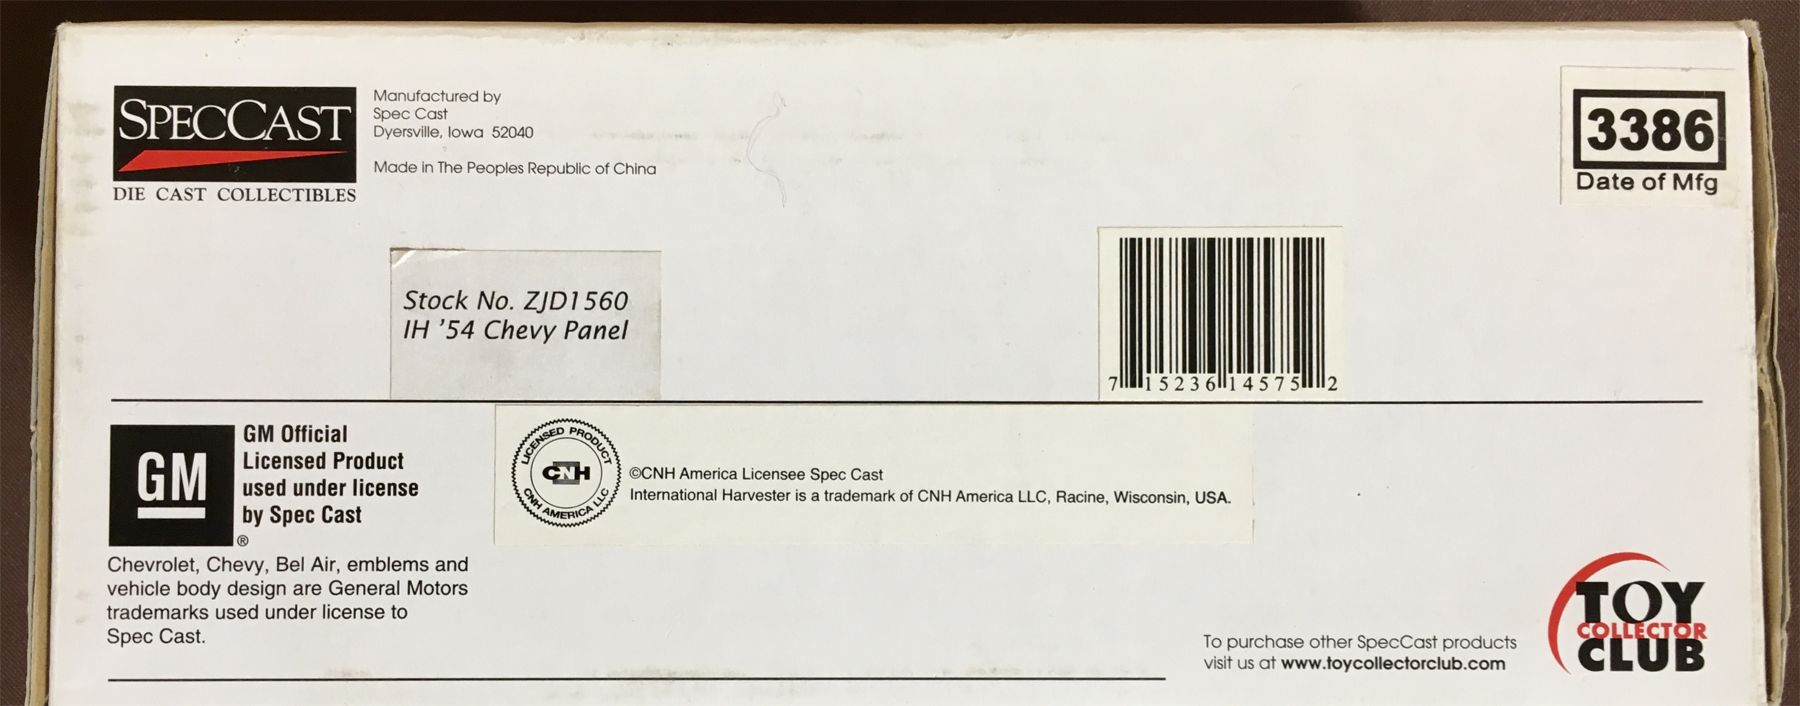 SPECCAST
DIE CAST COLLECTIBLES
Manufactured by
Spec Cast
Dyersville, Iowa 52040
Made in The Peoples Republic of China
3386
Date of Mfg
Stock No. ZJD1560
IH '54 Chevy Panel
7 15236 14575 2
GM
GM Official
Licensed Product
used under license
by Spec Cast
®
Chevrolet, Chevy, Bel Air, emblems and
vehicle body design are General Motors
trademarks used under license to
Spec Cast.
LICENSED PRODUCT
CNH
CNH AMERICA LLC
©CNH America Licensee Spec Cast
International Harvester is a trademark of CNH America LLC, Racine, Wisconsin, USA.
To purchase other SpecCast products
visit us at www.toycollectorclub.com
TOY
COLLECTOR
CLUB